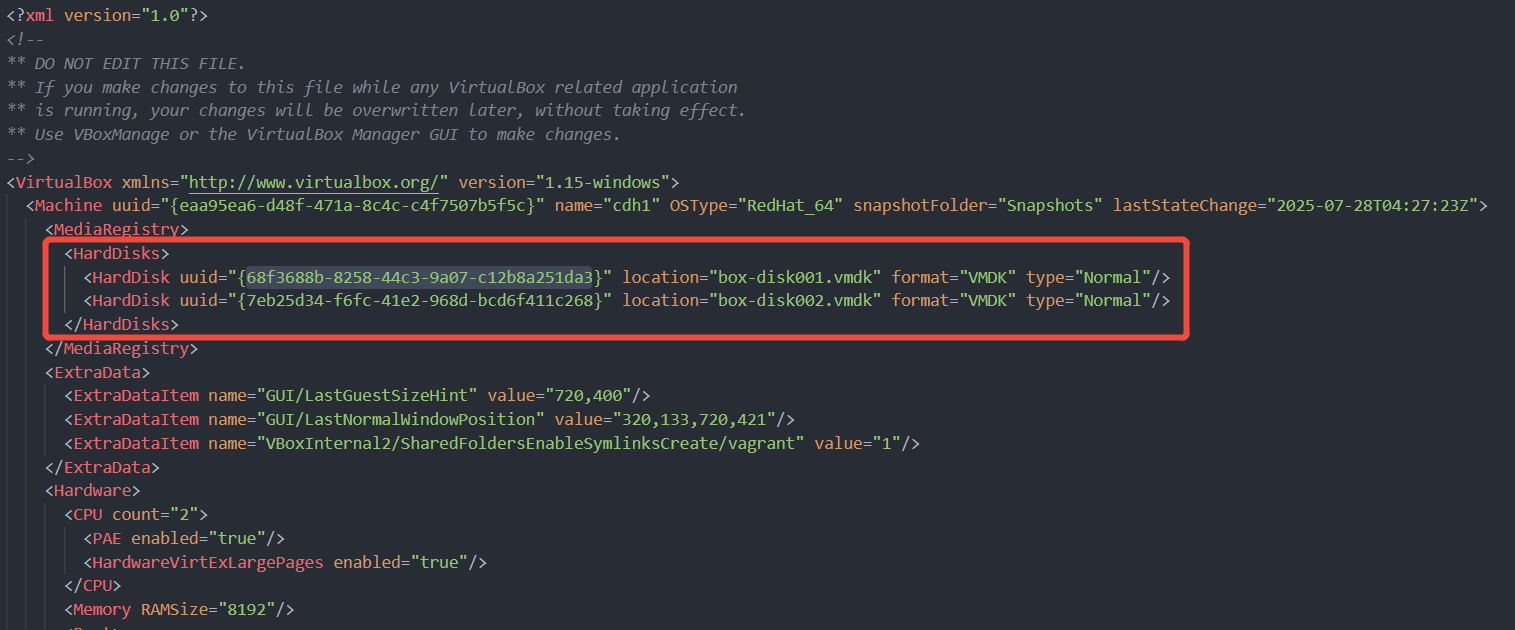 <?xml version="1.0"?>
<!--
** DO NOT EDIT THIS FILE.
** If you make changes to this file while any VirtualBox related application
** is running, your changes will be overwritten later, without taking effect.
** Use VBoxManage or the VirtualBox Manager GUI to make changes.
-->
<VirtualBox xmlns="http://www.virtualbox.org/" version="1.15-windows">
<Machine uuid="{eaa95ea6-d48f-471a-8c4c-c4f7507b5f5c}" name="cdh1" OSType="RedHat_64" snapshotFolder="Snapshots" lastStateChange="2025-07-28T04:27:23Z">
<MediaRegistry>
<HardDisks>
<HardDisk uuid="{68f3688b-8258-44c3-9a07-c12b8a251da3}" location="box-disk001.vmdk" format="VMDK" type="Normal"/>
<HardDisk uuid="{7eb25d34-f6fc-41e2-968d-bcd6f411c268}" location="box-disk002.vmdk" format="VMDK" type="Normal"/>
</HardDisks>
</MediaRegistry>
<ExtraData>
<ExtraDataItem name="GUI/LastGuestSizeHint" value="720,400"/>
<ExtraDataItem name="GUI/LastNormalWindowPosition" value="320,133,720,421"/>
<ExtraDataItem name="VBoxInternal2/SharedFoldersEnableSymlinksCreate/vagrant" value="1"/>
</ExtraData>
<Hardware>
<CPU count="2">
<PAE enabled="true"/>
<HardwareVirtExLargePages enabled="true"/>
</CPU>
<Memory RAMSize="8192"/>